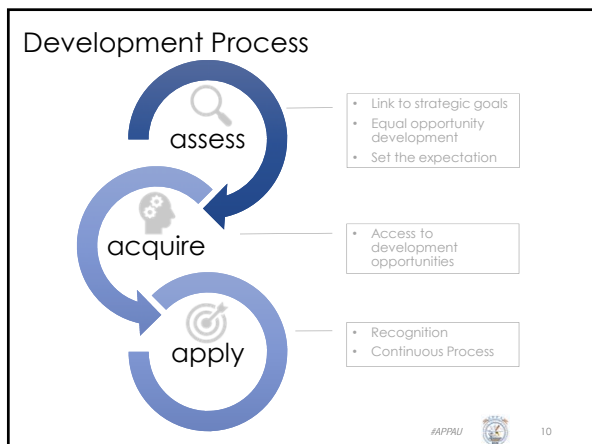 Development Process
assess
• Link to strategic goals
• Equal opportunity
development
• Set the expectation
acquire
• Access to
development
opportunities
apply
• Recognition
• Continuous Process
#APPAU
10